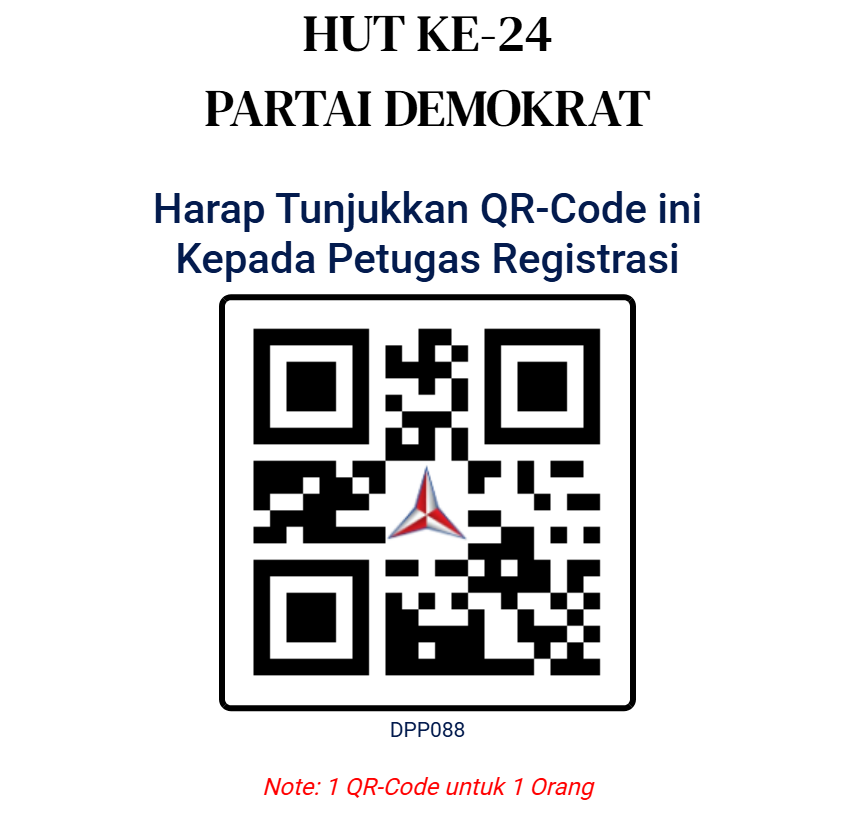 HUT KE-24
PARTAI DEMOKRAT
Harap Tunjukkan QR-Code ini
Kepada Petugas Registrasi
DPP088
Note: 1 QR-Code untuk 1 Orang